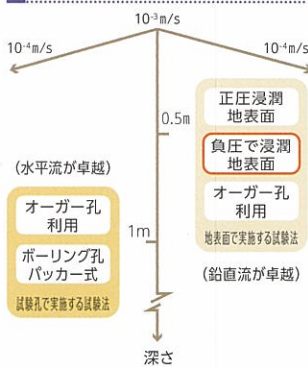 10⁻³m/s
10⁻⁴m/s
10⁻⁴m/s
正圧浸潤
地表面
0.5m
負圧で浸潤
地表面
(水平流が卓越)
オーガー孔
利用
オーガー孔
利用
1m
地表面で実施する試験法
ボーリング孔
パッカー式
(鉛直流が卓越)
試験孔で実施する試験法
深さ